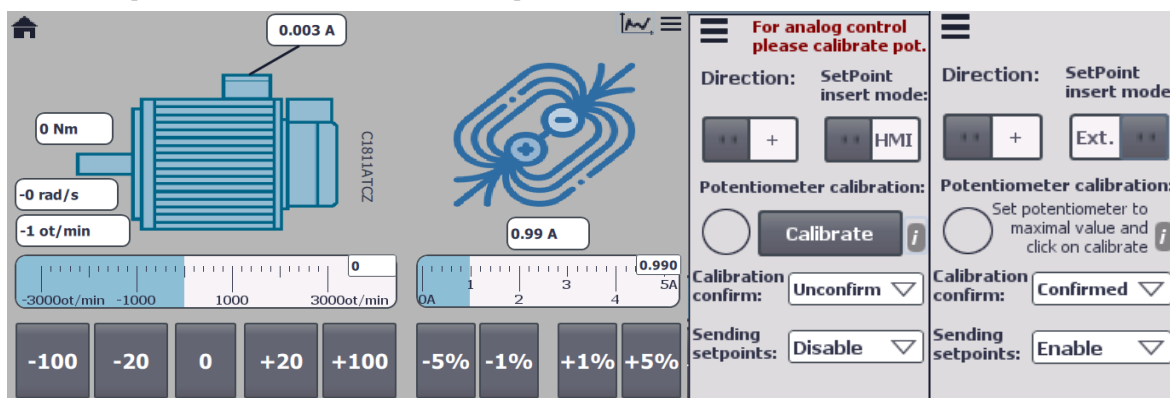 0.003 A
0 Nm
C1811ATCZ
-0 rad/s
-1 ot/min
0
-3000ot/min -1000 1000 3000ot/min
-100 -20 0 +20 +100
0.99 A
0.990
0A 1 2 3 4 5A
-5% -1% +1% +5%
For analog control
please calibrate pot.
Direction: SetPoint
insert mode:
+ HMI
Potentiometer calibration:
Calibrate i
Calibration
confirm: Unconfirm
Sending
setpoints: Disable
Direction: SetPoint
insert mode
+ Ext.
Potentiometer calibration:
Set potentiometer to
maximal value and
click on calibrate i
Calibration
confirm: Confirmed
Sending
setpoints: Enable